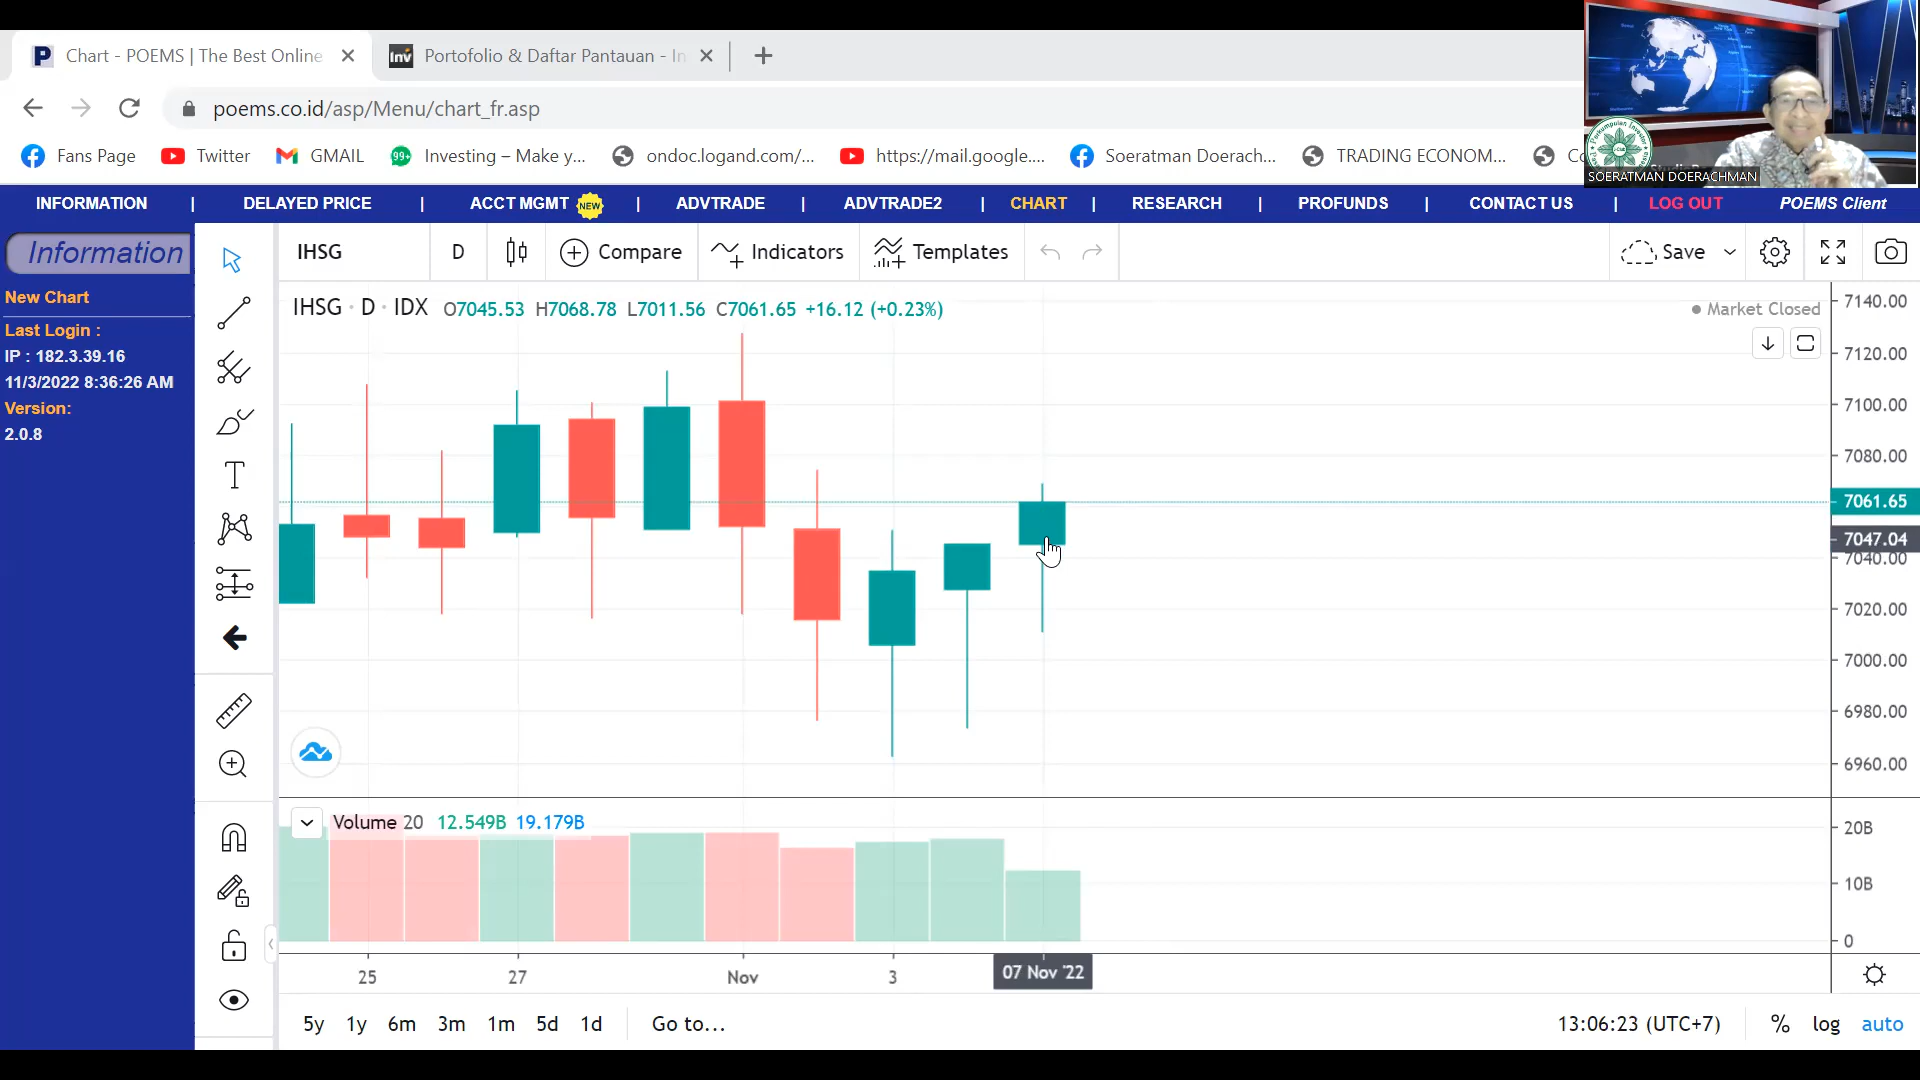 Chart - POEMS | The Best Online
Portofolio & Daftar Pantauan - In
poems.co.id/asp/Menu/chart_fr.asp
Fans Page
Twitter
GMAIL
99+
Investing – Make y...
ondoc.logand.com/...
https://mail.google....
Soeratman Doerach...
TRADING ECONOM...
SOERATMAN DOERACHMAN
INFORMATION | DELAYED PRICE | ACCT MGMT NEW | ADVTRADE | ADVTRADE2 | CHART | RESEARCH | PROFUNDS | CONTACT US | LOG OUT POEMS Client
Information
New Chart
Last Login :
IP : 182.3.39.16
11/3/2022 8:36:26 AM
Version:
2.0.8
IHSG
D
Compare
Indicators
Templates
Save
IHSG · D · IDX O7045.53 H7068.78 L7011.56 C7061.65 +16.12 (+0.23%)
Market Closed
7140.00
7120.00
7100.00
7080.00
7061.65
7047.04
7040.00
7020.00
7000.00
6980.00
6960.00
Volume 20 12.549B 19.179B
20B
10B
0
25
27
Nov
3
07 Nov '22
5y 1y 6m 3m 1m 5d 1d
Go to...
13:06:23 (UTC+7)
%
log
auto